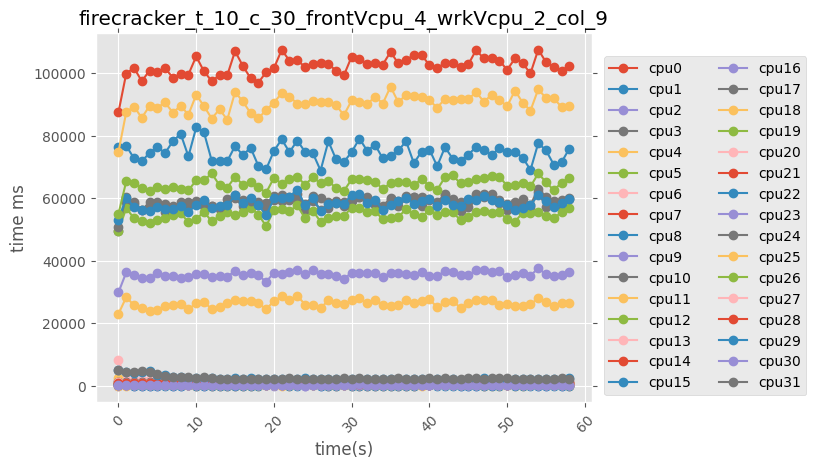 firecracker_t_10_c_30_frontVcpu_4_wrkVcpu_2_col_9
time ms
100000
80000
60000
40000
20000
0
0
10
20
30
40
50
60
time(s)
cpu0
cpu1
cpu2
cpu3
cpu4
cpu5
cpu6
cpu7
cpu8
cpu9
cpu10
cpu11
cpu12
cpu13
cpu14
cpu15
cpu16
cpu17
cpu18
cpu19
cpu20
cpu21
cpu22
cpu23
cpu24
cpu25
cpu26
cpu27
cpu28
cpu29
cpu30
cpu31